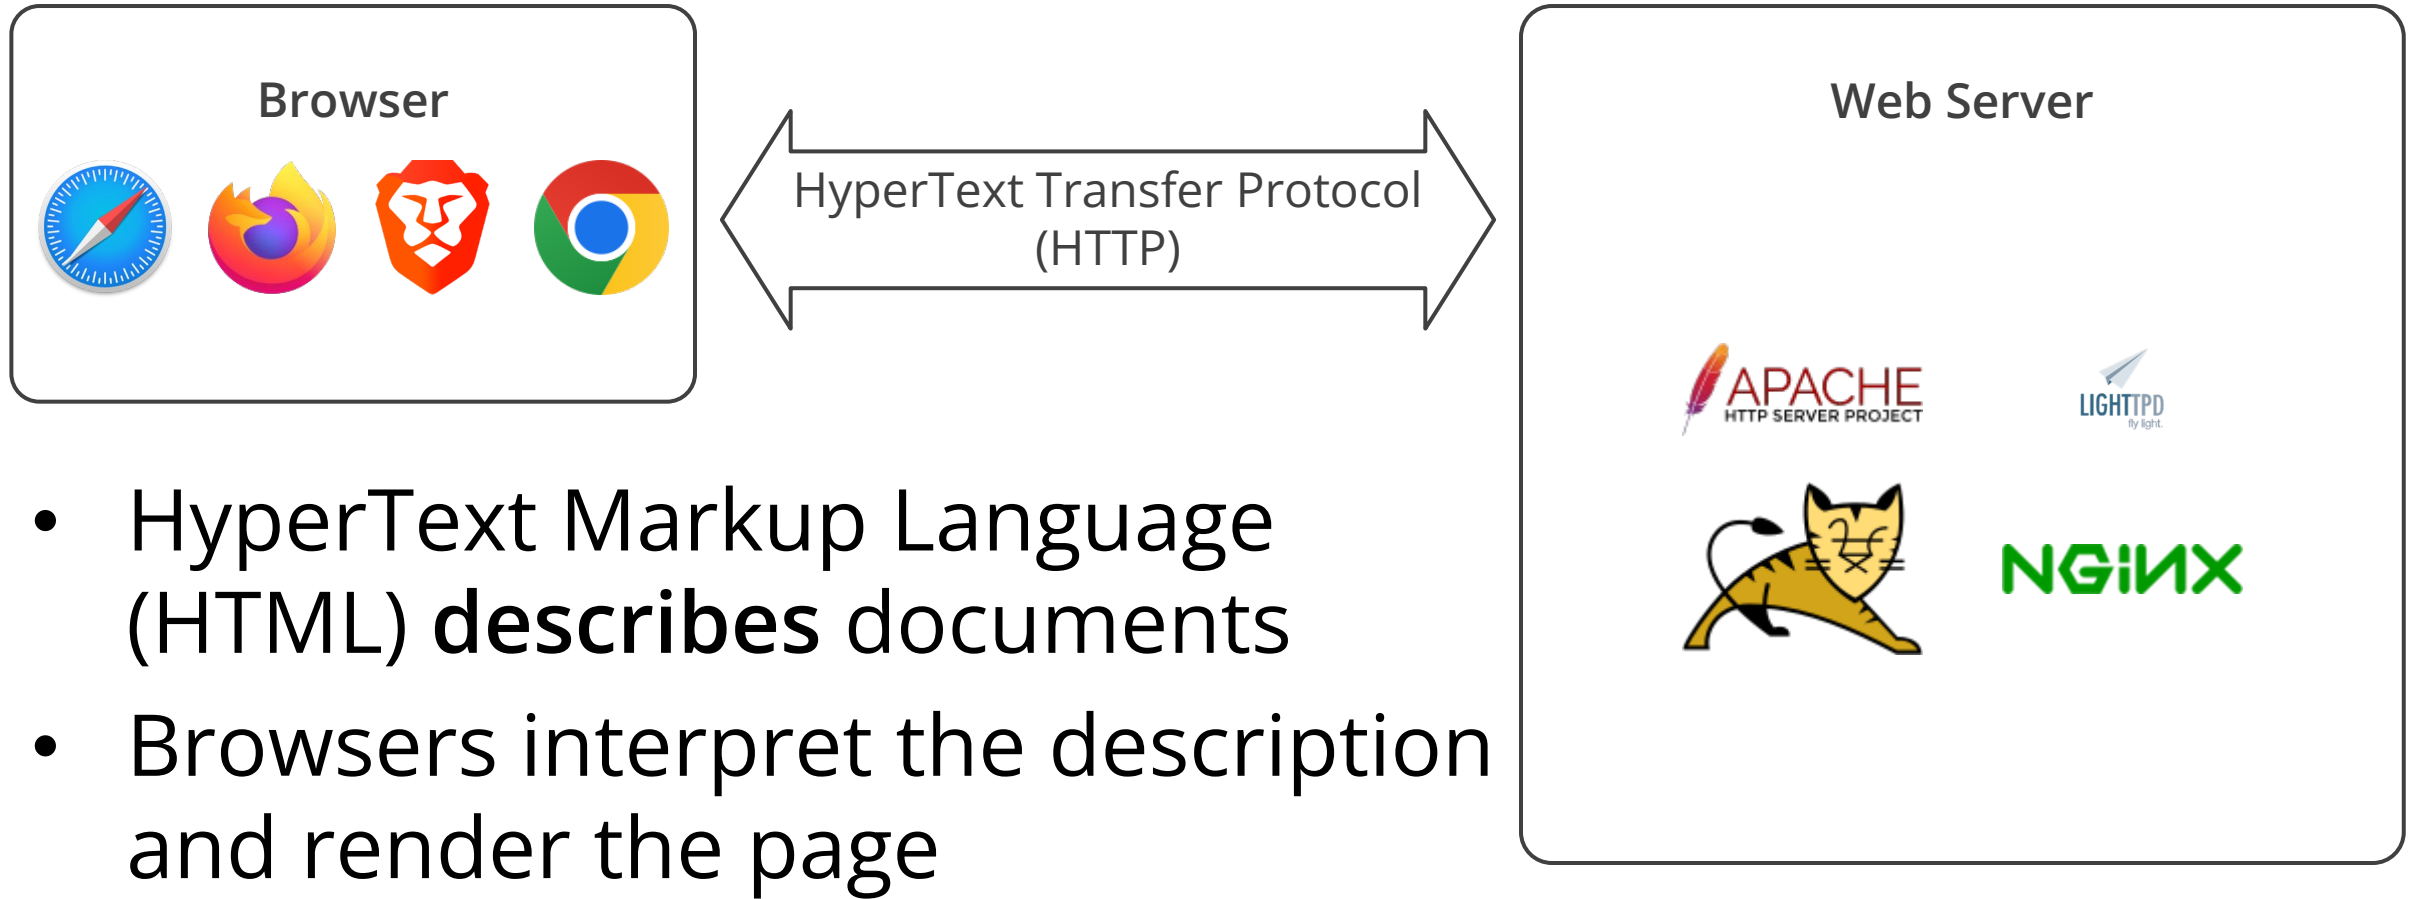 Browser
Web Server
HyperText Transfer Protocol
(HTTP)
APACHE
HTTP SERVER PROJECT
LIGHTTPD
fly light.
NGiNX
• HyperText Markup Language
(HTML) describes documents
• Browsers interpret the description
and render the page